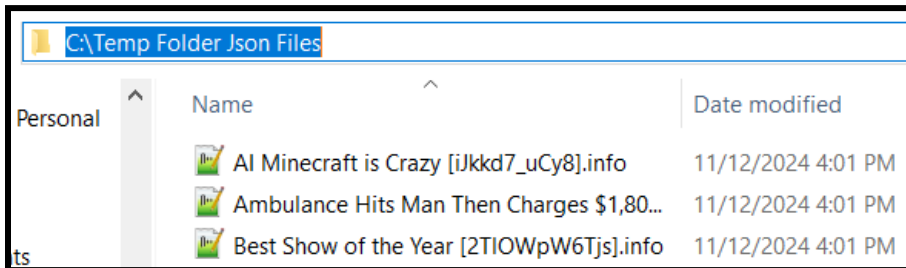 C:\Temp Folder Json Files
Name
Date modified
Personal
AI Minecraft is Crazy [iJkkd7_uCy8].info 11/12/2024 4:01 PM
Ambulance Hits Man Then Charges $1,80... 11/12/2024 4:01 PM
Best Show of the Year [2TIOWpW6Tjs].info 11/12/2024 4:01 PM
ts